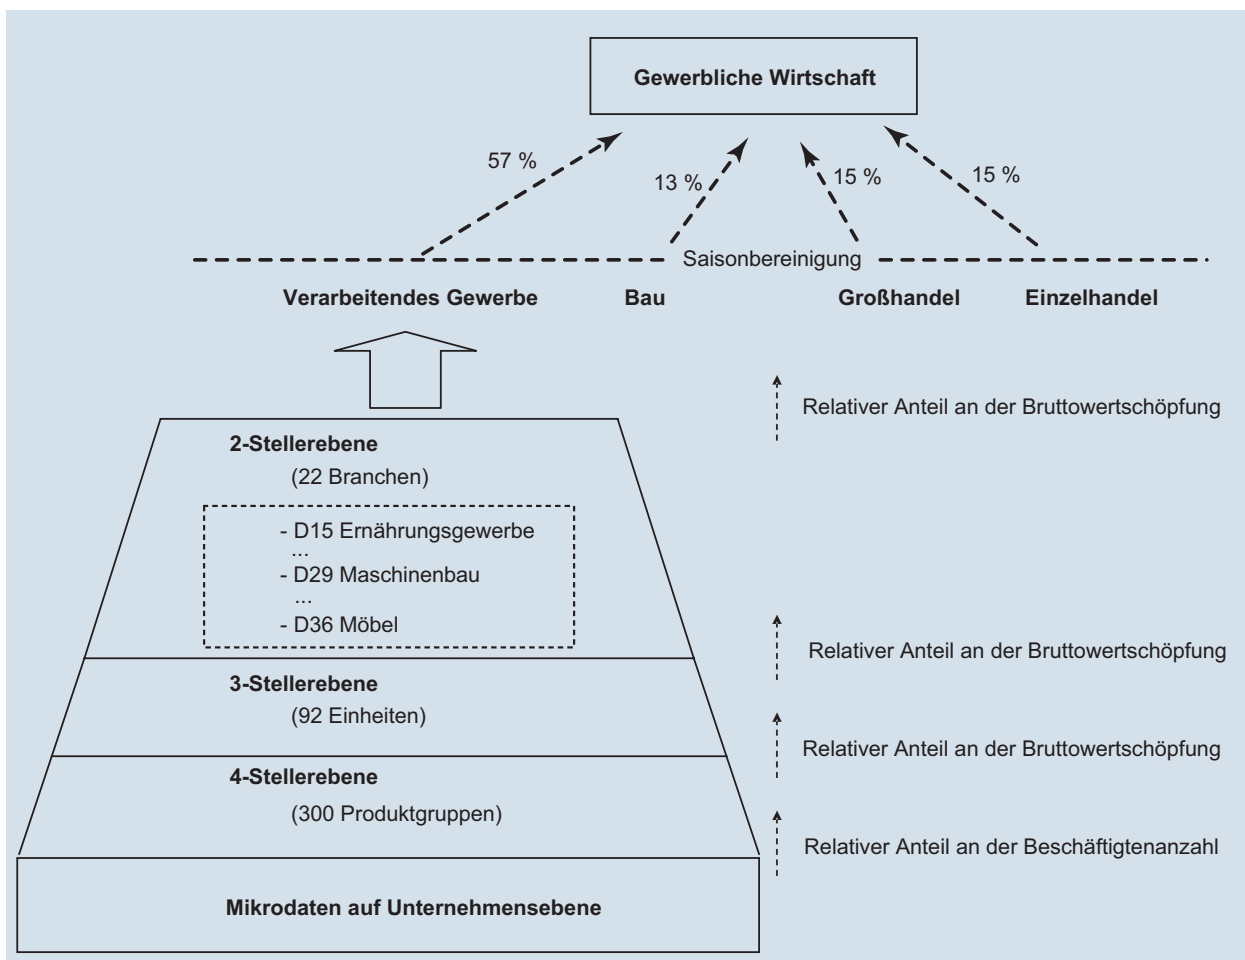 Gewerbliche Wirtschaft
57 %
13 %
15 %
15 %
Saisonbereinigung
Verarbeitendes Gewerbe
Bau
Großhandel
Einzelhandel
Relativer Anteil an der Bruttowertschöpfung
2-Stellerebene
(22 Branchen)
- D15 Ernährungsgewerbe
...
- D29 Maschinenbau
...
- D36 Möbel
Relativer Anteil an der Bruttowertschöpfung
3-Stellerebene
(92 Einheiten)
Relativer Anteil an der Bruttowertschöpfung
4-Stellerebene
(300 Produktgruppen)
Relativer Anteil an der Beschäftigtenanzahl
Mikrodaten auf Unternehmensebene